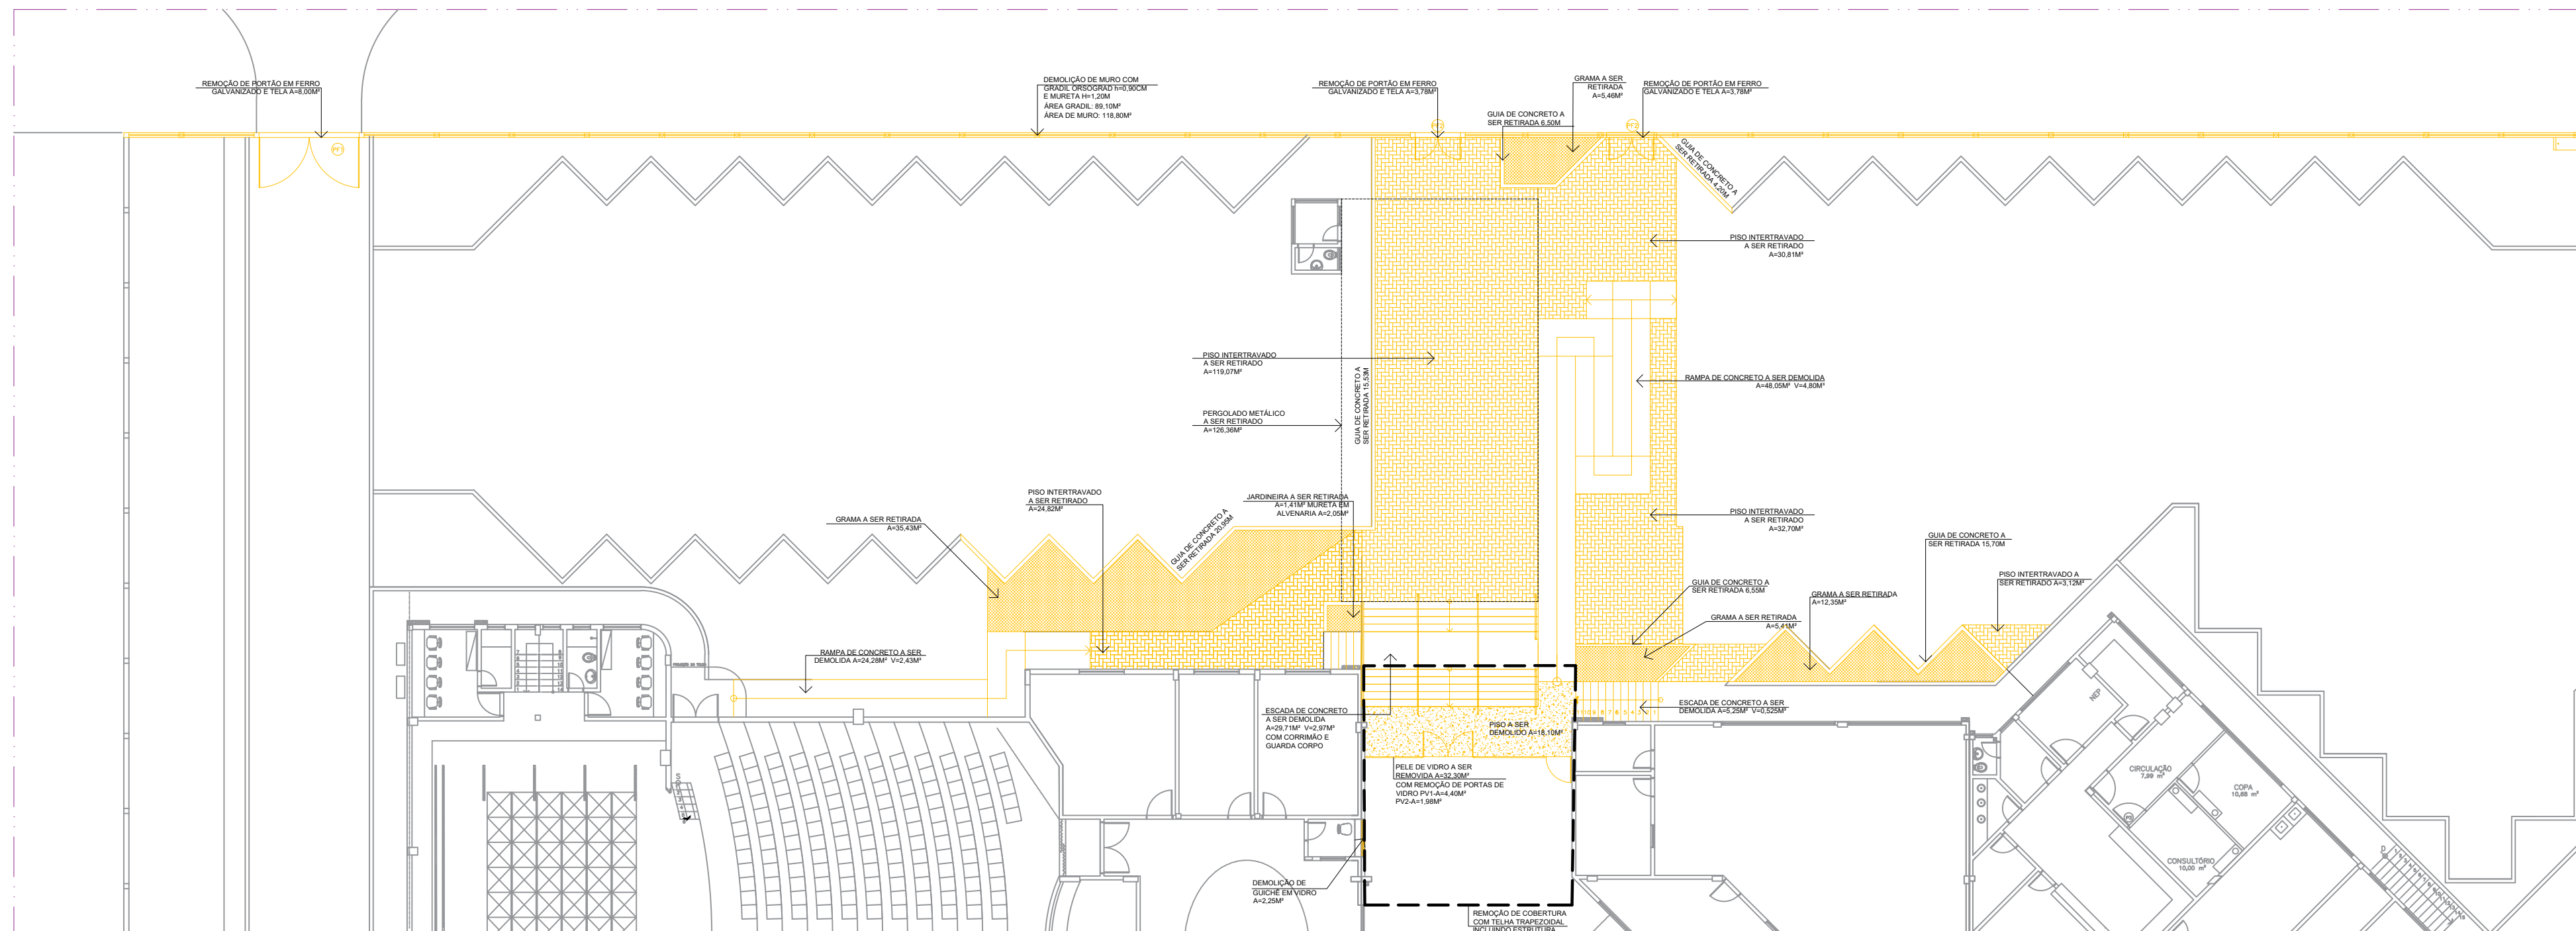 REMOÇÃO DE PORTÃO EM FERRO
GALVANIZADO E TELA A=8,00M²
DEMOLIÇÃO DE MURO COM
GRADIL ORSOGRAD h=0,90CM
E MURETA H=1,20M
ÁREA GRADIL: 89,10M²
ÁREA DE MURO: 118,80M²
REMOÇÃO DE PORTÃO EM FERRO
GALVANIZADO E TELA A=3,78M²
GRAMA A SER
RETIRADA
A=5,46M²
REMOÇÃO DE PORTÃO EM FERRO
GALVANIZADO E TELA A=3,78M²
GUIA DE CONCRETO A
SER RETIRADA 6,50M
PF1
PF2
PF2
GUIA DE CONCRETO A
SER RETIRADA 4,20M
PISO INTERTRAVADO
A SER RETIRADO
A=30,81M²
PISO INTERTRAVADO
A SER RETIRADO
A=119,07M²
GUIA DE CONCRETO A
SER RETIRADA 15,53M
RAMPA DE CONCRETO A SER DEMOLIDA
A=48,05M² V=4,80M³
PERGOLADO METÁLICO
A SER RETIRADO
A=126,36M²
PISO INTERTRAVADO
A SER RETIRADO
A=24,82M²
JARDINEIRA A SER RETIRADA
A=1,41M² MURETA EM
ALVENARIA A=2,05M²
GRAMA A SER RETIRADA
A=35,43M²
GUIA DE CONCRETO A
SER RETIRADA 20,95M
PISO INTERTRAVADO
A SER RETIRADO
A=32,70M²
GUIA DE CONCRETO A
SER RETIRADA 15,70M
PISO INTERTRAVADO A
SER RETIRADO A=3,12M²
GUIA DE CONCRETO A
SER RETIRADA 6,55M
GRAMA A SER RETIRADA
A=12,35M²
GRAMA A SER RETIRADA
A=5,41M²
RAMPA DE CONCRETO A SER
DEMOLIDA A=24,28M² V=2,43M³
ESCADA DE CONCRETO
A SER DEMOLIDA
A=29,71M² V=2,97M³
COM CORRIMÃO E
GUARDA CORPO
PISO A SER
DEMOLIDO A=18,10M²
ESCADA DE CONCRETO A SER
DEMOLIDA A=5,25M² V=0,525M³
NEP
PELE DE VIDRO A SER
REMOVIDA A=32,30M²
COM REMOÇÃO DE PORTAS DE
VIDRO PV1-A=4,40M²
PV2-A=1,98M²
CIRCULAÇÃO
7,99 m²
COPA
10,88 m²
CONSULTÓRIO
10,00 m²
DEMOLIÇÃO DE
GUICHÊ EM VIDRO
A=2,25M²
REMOÇÃO DE COBERTURA
COM TELHA TRAPEZOIDAL
INCLUINDO ESTRUTURA